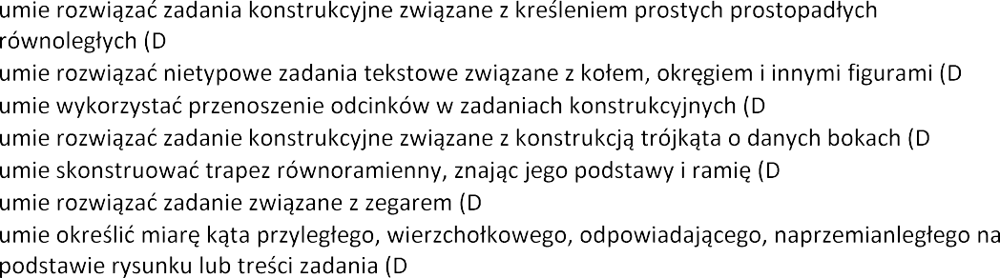 umie rozwiązać zadania konstrukcyjne związane z kreśleniem prostych prostopadłych
równoległych (D
umie rozwiązać nietypowe zadania tekstowe związane z kołem, okręgiem i innymi figurami (D
umie wykorzystać przenoszenie odcinków w zadaniach konstrukcyjnych (D
umie rozwiązać zadanie konstrukcyjne związane z konstrukcją trójkąta o danych bokach (D
umie skonstruować trapez równoramienny, znając jego podstawy i ramię (D
umie rozwiązać zadanie związane z zegarem (D
umie określić miarę kąta przyległego, wierzchołkowego, odpowiadającego, naprzemianległego na
podstawie rysunku lub treści zadania (D